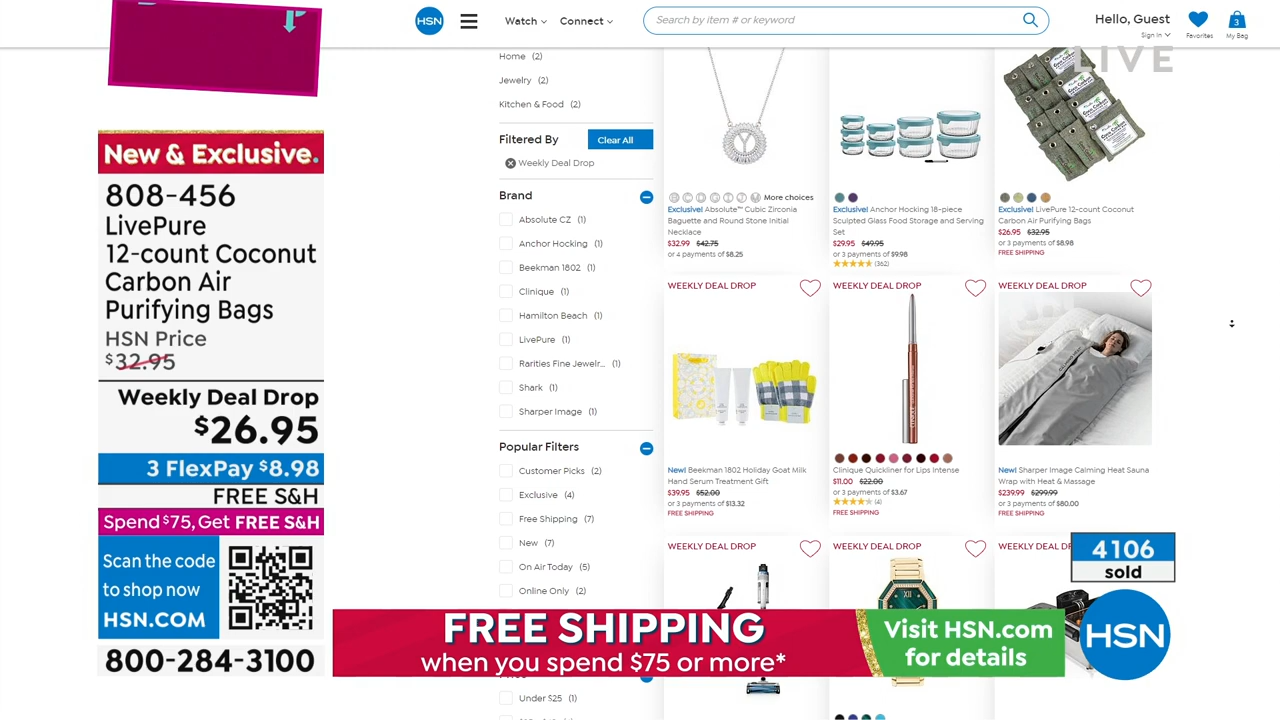 HSN
Watch
Connect
Search by item # or keyword
Hello, Guest
Sign In
Favorites
3
My Bag
LIVE
New & Exclusive.
808-456
LivePure
12-count Coconut
Carbon Air
Purifying Bags
HSN Price
$32.95
Weekly Deal Drop
$26.95
3 FlexPay $8.98
FREE S&H
Spend $75, Get FREE S&H
Scan the code
to shop now
HSN.COM
800-284-3100
Home (2)
Jewelry (2)
Kitchen & Food (2)
Filtered By
Clear All
Weekly Deal Drop
Brand
Absolute CZ (1)
Anchor Hocking (1)
Beekman 1802 (1)
Clinique (1)
Hamilton Beach (1)
LivePure (1)
Rarities Fine Jewelr... (1)
Shark (1)
Sharper Image (1)
Popular Filters
Customer Picks (2)
Exclusive (4)
Free Shipping (7)
New (7)
On Air Today (5)
Online Only (2)
Under $25 (1)
More choices
Exclusive! Absolute™ Cubic Zirconia
Baguette and Round Stone Initial
Necklace
$32.99 $42.75
or 4 payments of $8.25
Exclusive! Anchor Hocking 18-piece
Sculpted Glass Food Storage and Serving
Set
$29.95 $49.95
or 3 payments of $9.98
(362)
Exclusive! LivePure 12-count Coconut
Carbon Air Purifying Bags
$26.95 $32.95
or 3 payments of $8.98
FREE SHIPPING
WEEKLY DEAL DROP
New! Beekman 1802 Holiday Goat Milk
Hand Serum Treatment Gift
$39.95 $52.00
or 3 payments of $13.32
FREE SHIPPING
WEEKLY DEAL DROP
Clinique Quickliner for Lips Intense
$11.00 $22.00
or 3 payments of $3.67
(4)
FREE SHIPPING
New! Sharper Image Calming Heat Sauna
Wrap with Heat & Massage
$239.99 $299.99
or 3 payments of $80.00
FREE SHIPPING
WEEKLY DEAL DROP
WEEKLY DEAL DROP
WEEKLY DE
4106
sold
FREE SHIPPING
when you spend $75 or more*
Visit HSN.com
for details
HSN